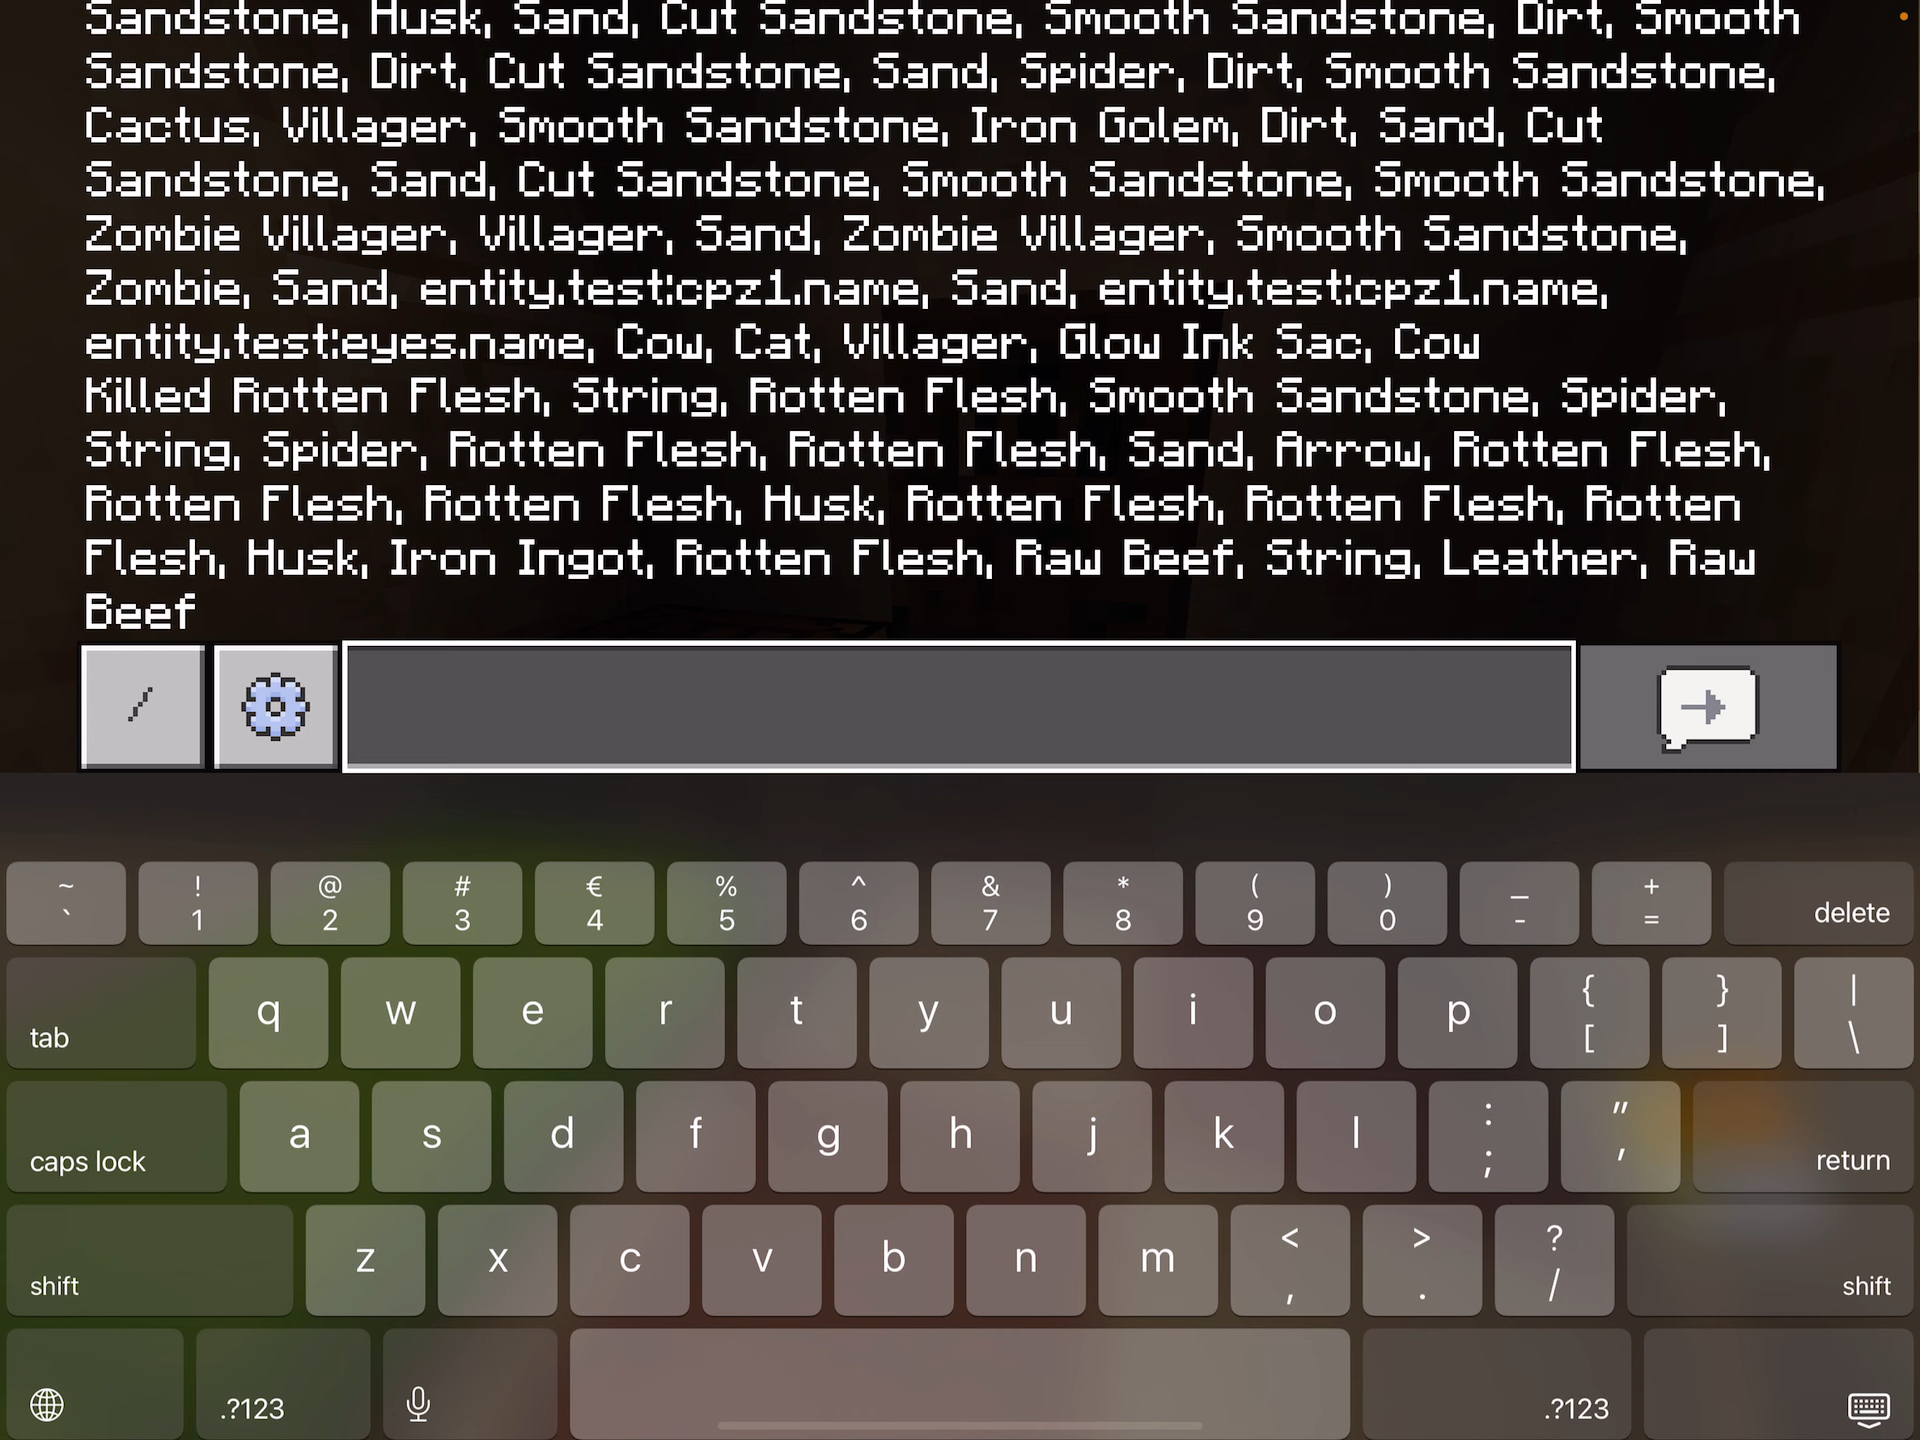 Sandstone, Husk, Sand, Cut Sandstone, Smooth Sandstone, Dirt, Smooth
Sandstone, Dirt, Cut Sandstone, Sand, Spider, Dirt, Smooth Sandstone,
Cactus, Villager, Smooth Sandstone, Iron Golem, Dirt, Sand, Cut
Sandstone, Sand, Cut Sandstone, Smooth Sandstone, Smooth Sandstone,
Zombie Villager, Villager, Sand, Zombie Villager, Smooth Sandstone,
Zombie, Sand, entity.test:cpz1.name, Sand, entity.test:cpz1.name,
entity.test:eyes.name, Cow, Cat, Villager, Glow Ink Sac, Cow
Killed Rotten Flesh, String, Rotten Flesh, Smooth Sandstone, Spider,
String, Spider, Rotten Flesh, Rotten Flesh, Sand, Arrow, Rotten Flesh,
Rotten Flesh, Rotten Flesh, Husk, Rotten Flesh, Rotten Flesh, Rotten
Flesh, Husk, Iron Ingot, Rotten Flesh, Raw Beef, String, Leather, Raw
Beef
/
~ ! @ # € % ^ & * ( ) _ +
` 1 2 3 4 5 6 7 8 9 0 - = delete
tab q w e r t y u i o p { [ } ] | \
caps lock a s d f g h j k l : ; " ' return
shift z x c v b n m < , > . ? / shift
.?123 .?123